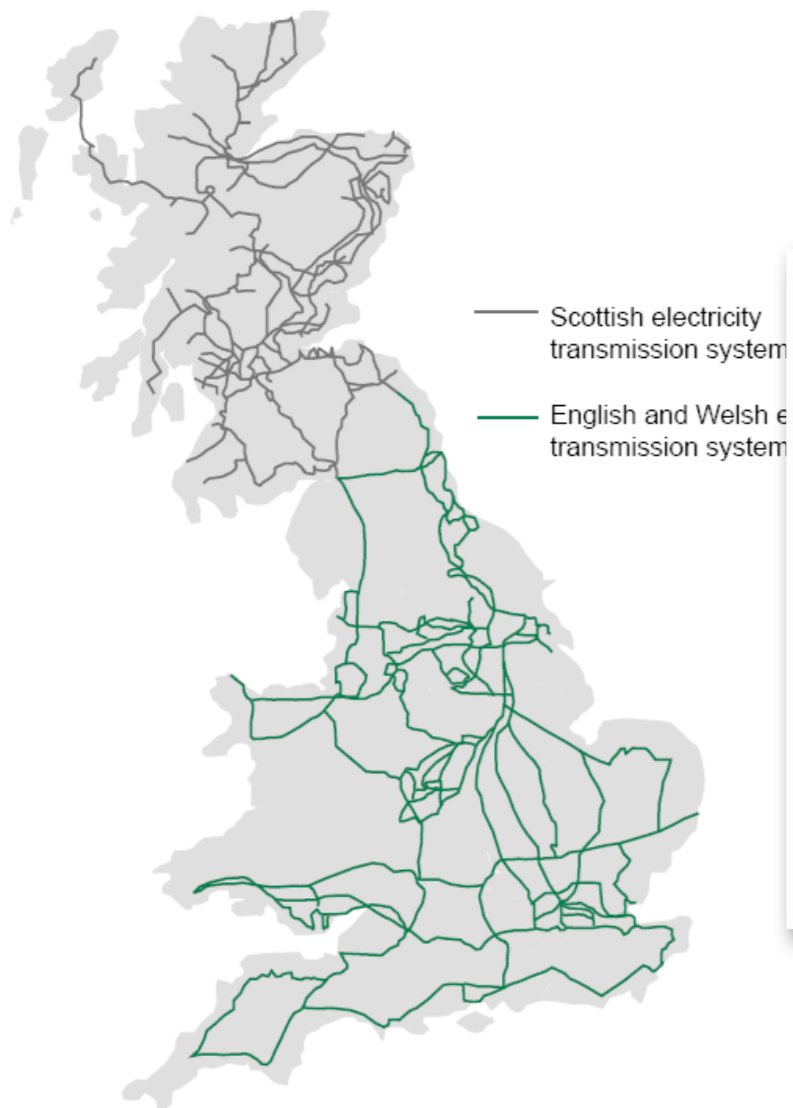 Scottish electricity
transmission system
English and Welsh e
transmission system